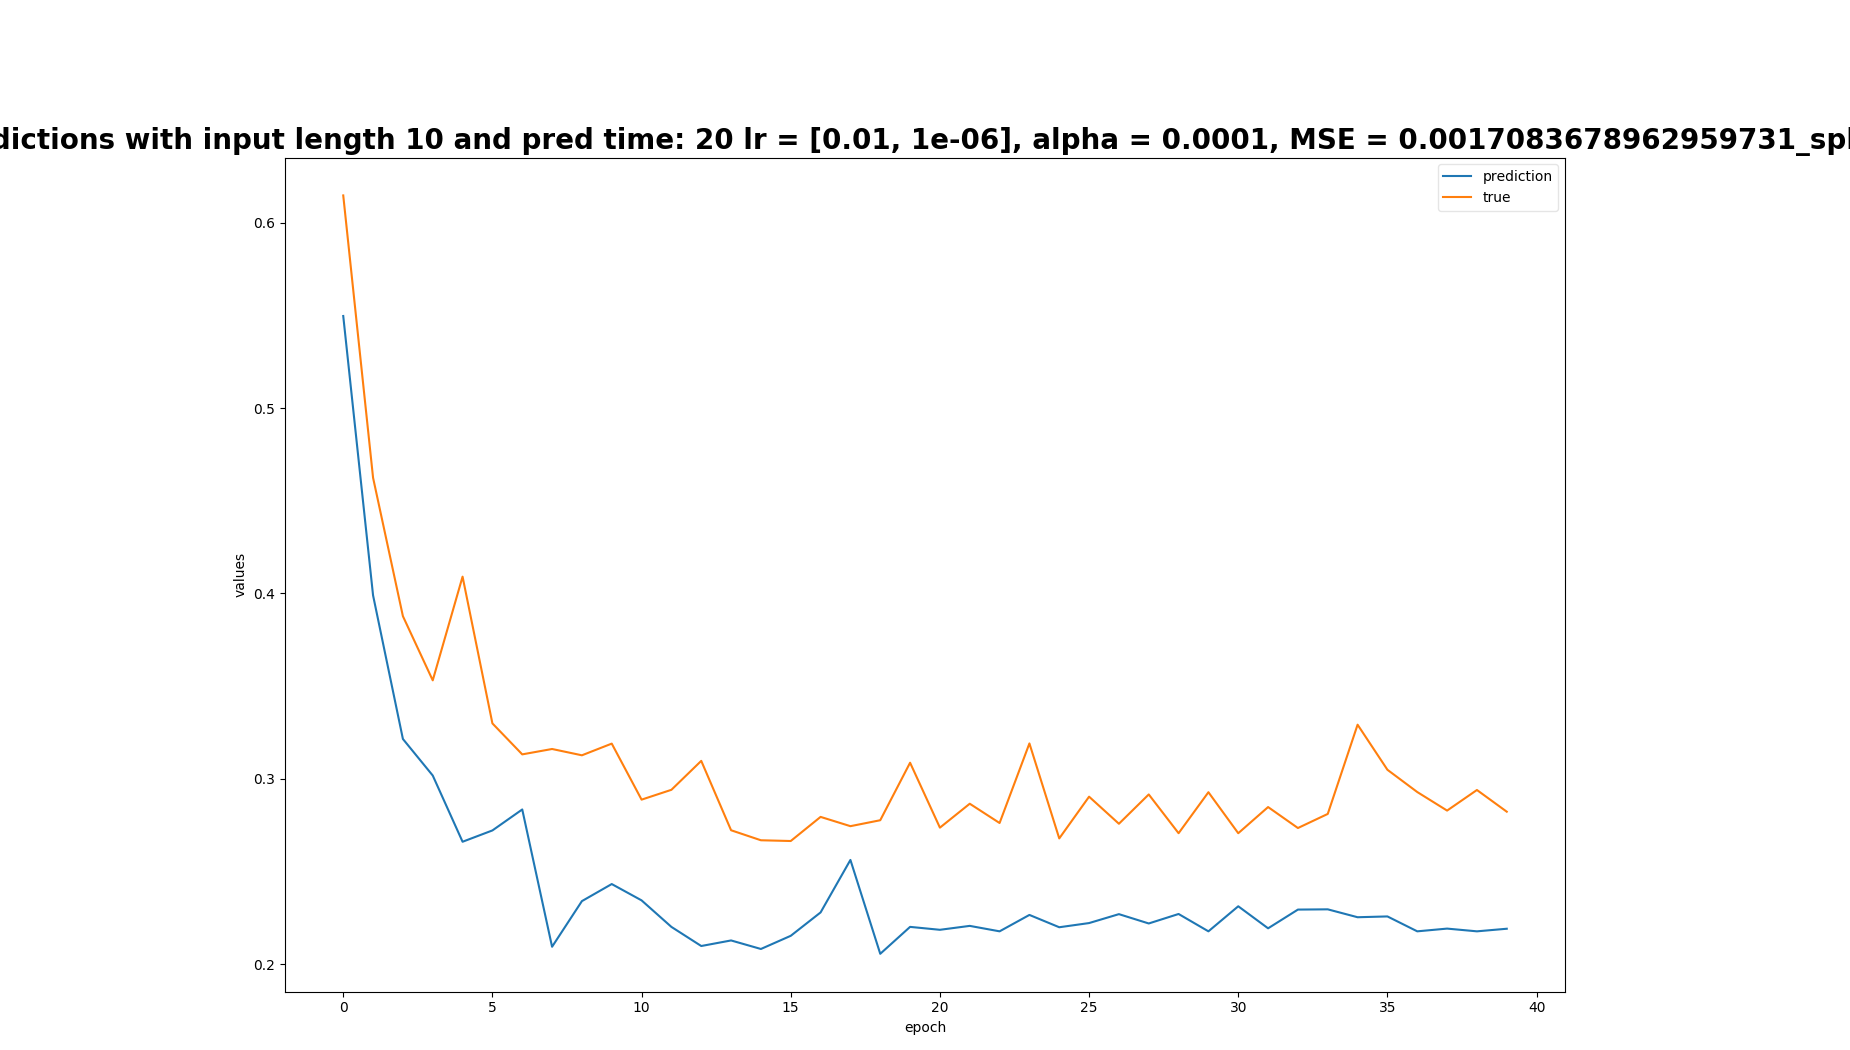 with input length 10 and pred time: 20 lr = [0.01, 1e-06], alpha = 0.0001, MSE = 0.0017083678962959731_
prediction
true
0.6
0.5
0.4
0.3
0.2
values
0 5 10 15 20 25 30 35 40
epoch